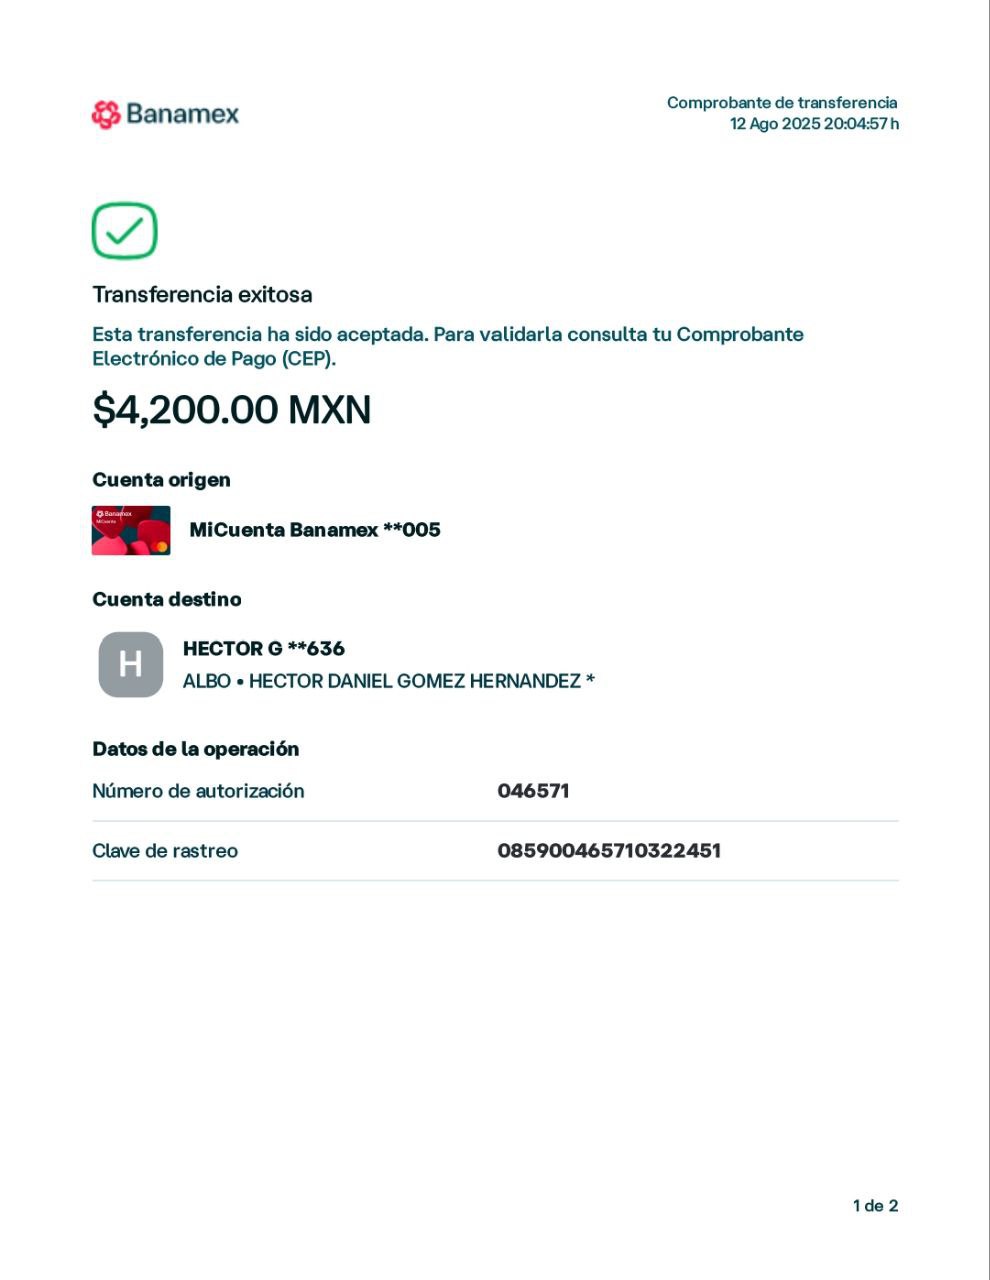 Banamex
Comprobante de transferencia
12 Ago 2025 20:04:57 h
Transferencia exitosa
Esta transferencia ha sido aceptada. Para validarla consulta tu Comprobante
Electrónico de Pago (CEP).
$4,200.00 MXN
Cuenta origen
Banamex
MiCuenta
MiCuenta Banamex **005
Cuenta destino
H
HECTOR G **636
ALBO • HECTOR DANIEL GOMEZ HERNANDEZ *
Datos de la operación
Número de autorización 046571
Clave de rastreo 085900465710322451
1 de 2